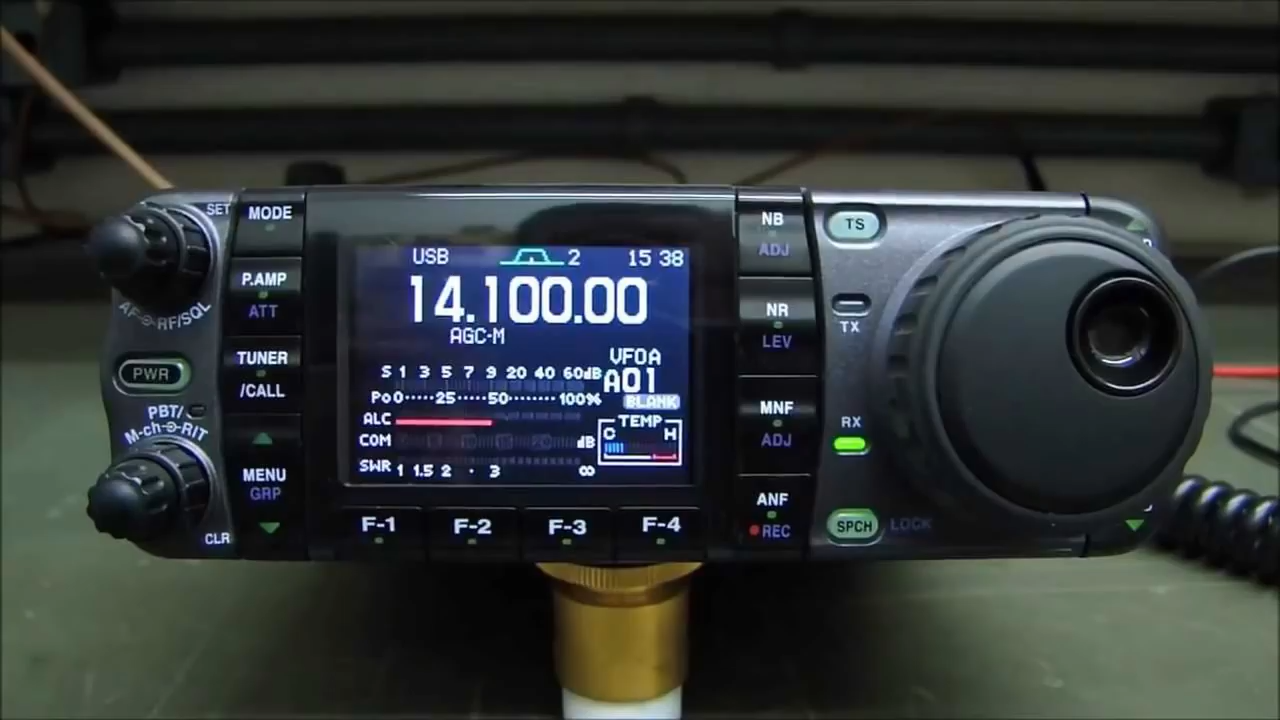 SET
MODE
P.AMP
ATT
AF RF/SQL
PWR
TUNER
/CALL
PBT/
M-ch RIT
MENU
GRP
CLR
USB 2 15 38
14.100.00
AGC-M
VFOA
A01
BLANK
S 1 3 5 7 9 20 40 60dB
Po 0 25 50 100%
ALC
COM dB
SWR 1 1.5 2 · 3 ∞
TEMP
C H
F-1 F-2 F-3 F-4
NB
ADJ
NR
LEV
MNF
ADJ
ANF
REC
TS
TX
RX
SPCH LOCK